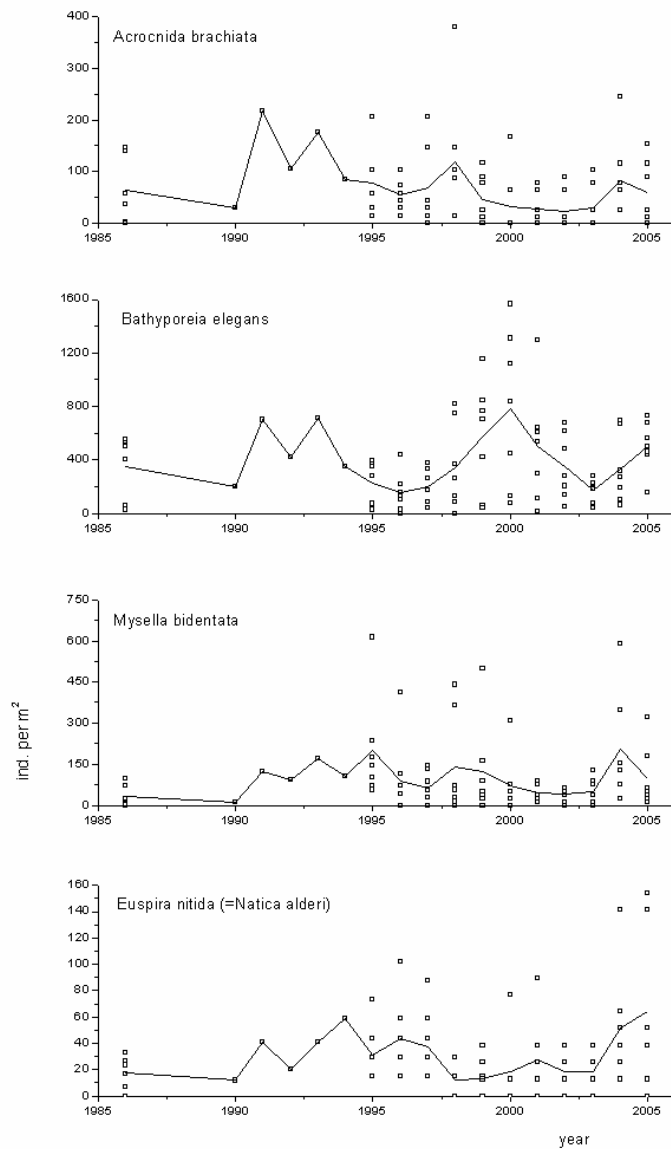 400
Acrocnida brachiata
300
200
100
0
1985 1990 1995 2000 2005
1600
Bathyporeia elegans
1200
800
400
0
1985 1990 1995 2000 2005
750
Mysella bidentata
600
450
300
150
0
1985 1990 1995 2000 2005
ind. per m²
160
Euspira nitida (=Natica alderi)
140
120
100
80
60
40
20
0
1985 1990 1995 2000 2005
year